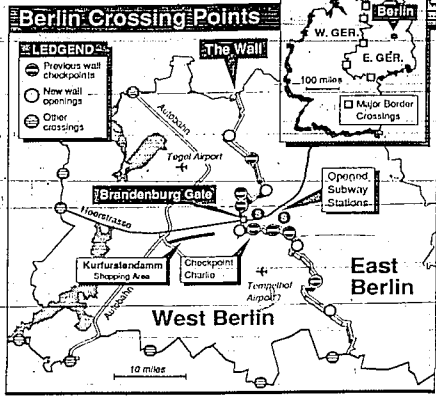 Berlin Crossing Points
LEDGEND
Previous wall
checkpoints
New wall
openings
Other
crossings
The Wall
Berlin
W. GER.
E. GER.
100 miles
Major Border
Crossings
Autobahn
Tegel Airport
Brandenburg Gate
Opened
Subway
Stations
Heerstrasse
Kurfurstendamm
Shopping Area
Checkpoint
Charlie
Autobahn
Tempelhof
Airport
East
Berlin
West Berlin
10 miles